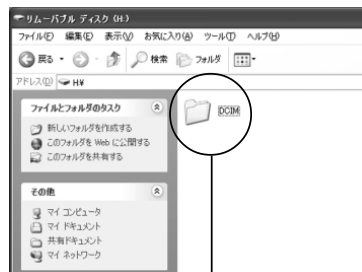 リムーバブル ディスク (H:)
ファイル(F) 編集(E) 表示(V) お気に入り(A) ツール(T) ヘルプ(H)
戻る 検索 フォルダ
アドレス(D) H¥
ファイルとフォルダのタスク
新しいフォルダを作成する
このフォルダを Web に公開する
このフォルダを共有する
その他
マイ コンピュータ
マイ ドキュメント
共有ドキュメント
マイ ネットワーク
DCIM